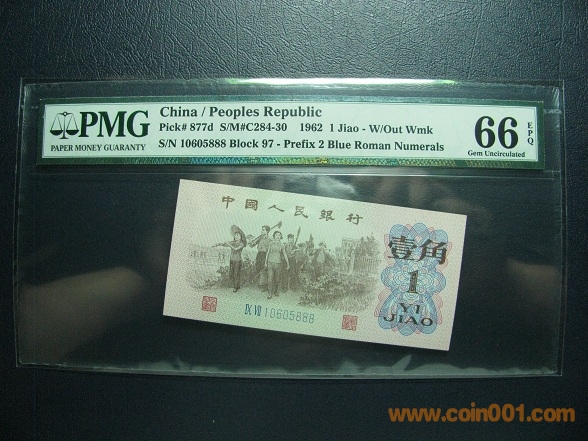 PMG
PAPER MONEY GUARANTY
China / Peoples Republic
Pick# 877d S/M#C284-30 1962 1 Jiao - W/Out Wmk
S/N 10605888 Block 97 - Prefix 2 Blue Roman Numerals
66 EPQ
Gem Uncirculated
中国人民银行
壹角
1
YI
JIAO
IX VII 10605888
www.coin001.com